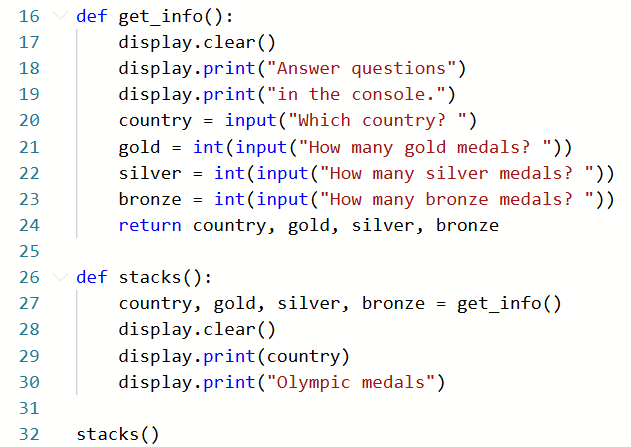 16 def get_info():
17     display.clear()
18     display.print("Answer questions")
19     display.print("in the console.")
20     country = input("Which country? ")
21     gold = int(input("How many gold medals? "))
22     silver = int(input("How many silver medals? "))
23     bronze = int(input("How many bronze medals? "))
24     return country, gold, silver, bronze
25
26 def stacks():
27     country, gold, silver, bronze = get_info()
28     display.clear()
29     display.print(country)
30     display.print("Olympic medals")
31
32 stacks()